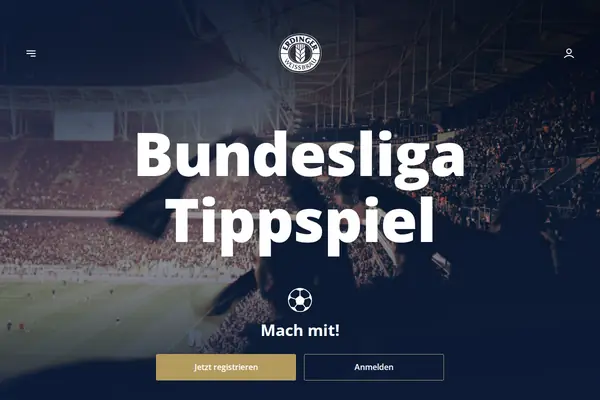 ERDINGER
WEISSBRÄU
Bundesliga
Tippspiel
Mach mit!
Jetzt registrieren
Anmelden